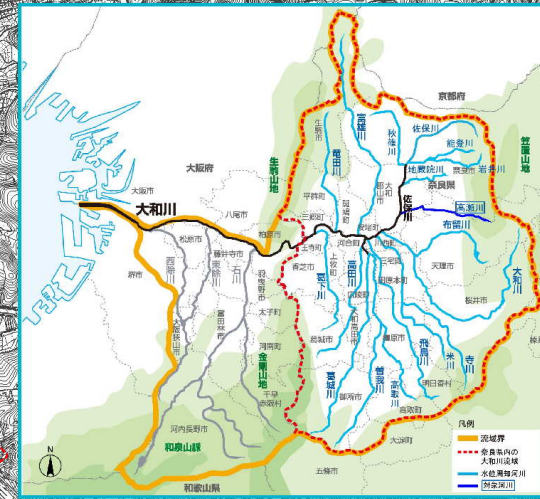 京都府
大阪府
奈良県
和歌山県
生駒山地
笠置山地
金剛山地
和泉山脈
大和川
佐保川
富雄川
竜田川
秋篠川
佐保川
能登川
岩井川
地蔵院川
高瀬川
布留川
大和川
葛下川
高田川
葛城川
曽我川
高取川
飛鳥川
米川
寺川
西除川
東除川
石川
生駒市
奈良市
大和郡山市
平群町
斑鳩町
三郷町
安堵町
王寺町
河合町
川西町
三宅町
田原本町
天理市
桜井市
香芝市
上牧町
広陵町
大和高田市
橿原市
葛城市
御所市
明日香村
高取町
大淀町
五條市
大阪市
八尾市
柏原市
松原市
藤井寺市
堺市
羽曳野市
大阪狭山市
富田林市
太子町
河南町
千早
赤阪村
河内長野市
N
凡例
流域界
奈良県内の
大和川流域
水位周知河川
対象河川